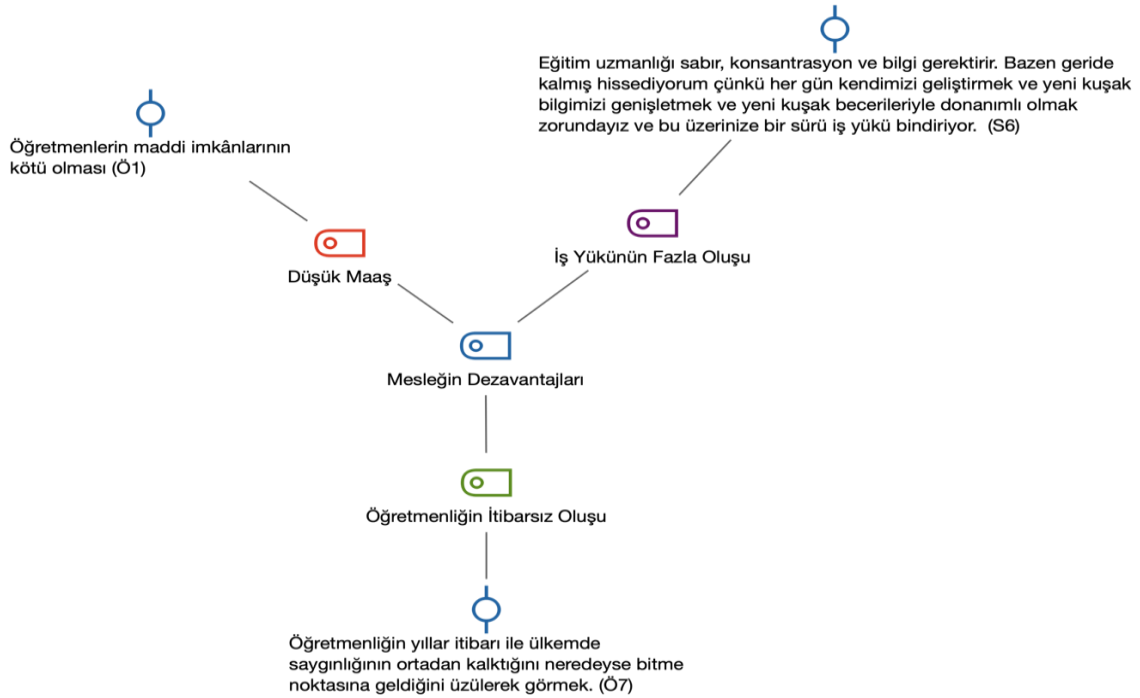 Eğitim uzmanlığı sabır, konsantrasyon ve bilgi gerektirir. Bazen geride
kalmış hissediyorum çünkü her gün kendimizi geliştirmek ve yeni kuşak
bilgimizi genişletmek ve yeni kuşak becerileriyle donanımlı olmak
zorundayız ve bu üzerinize bir sürü iş yükü bindiriyor. (S6)
Öğretmenlerin maddi imkânlarının
kötü olması (Ö1)
İş Yükünün Fazla Oluşu
Düşük Maaş
Mesleğin Dezavantajları
Öğretmenliğin İtibarsız Oluşu
Öğretmenliğin yıllar itibarı ile ülkemde
saygınlığının ortadan kalktığını neredeyse bitme
noktasına geldiğini üzülerek görmek. (Ö7)